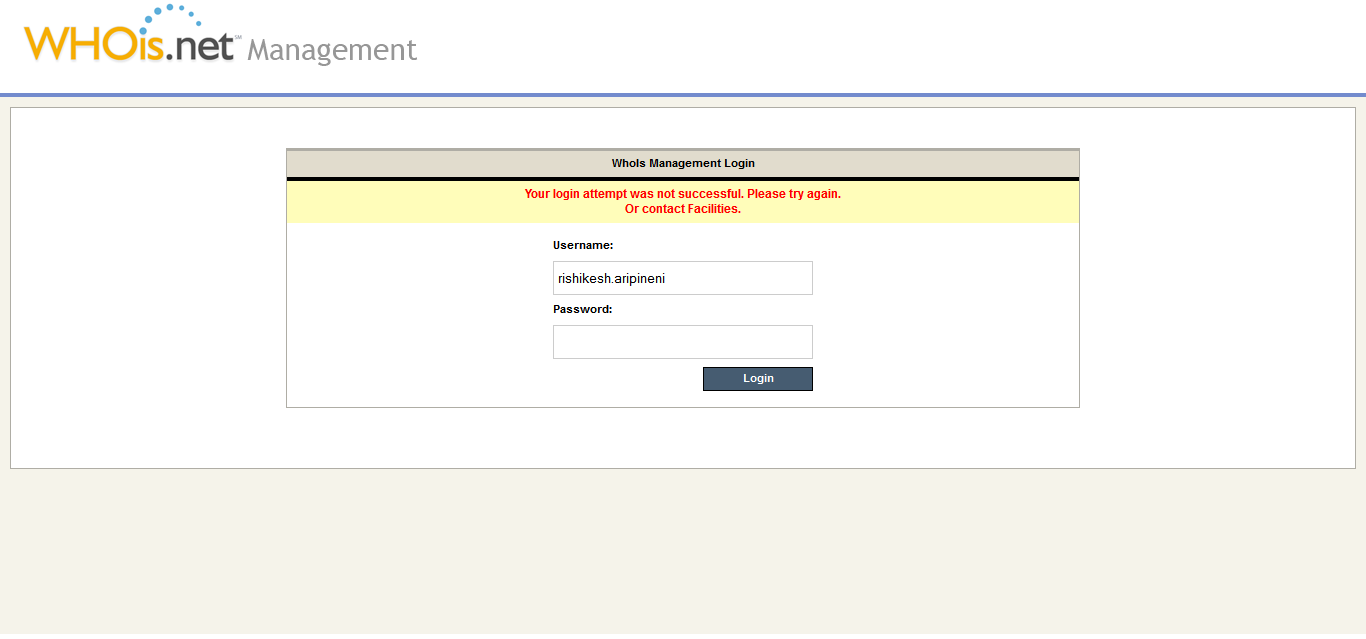 WHOis.net℠ Management
WhoIs Management Login
Your login attempt was not successful. Please try again.
Or contact Facilities.
Username:
rishikesh.aripineni
Password:
Login